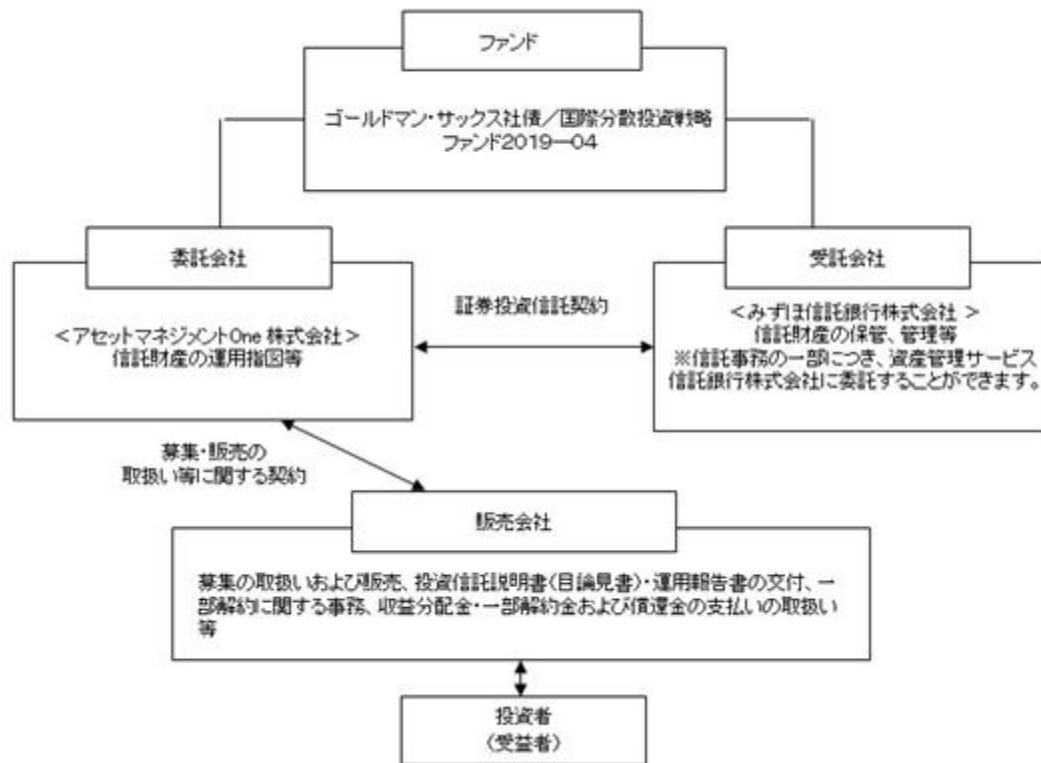 ファンド
ゴールドマン・サックス社債／国際分散投資戦略
ファンド2019―04
委託会社
受託会社
＜アセットマネジメントOne 株式会社＞
信託財産の運用指図等
証券投資信託契約
＜みずほ信託銀行株式会社 ＞
信託財産の保管、管理等
※信託事務の一部につき、資産管理サービス
信託銀行株式会社に委託することができます。
募集・販売の
取扱い等に関する契約
販売会社
募集の取扱いおよび販売、投資信託説明書（目論見書）・運用報告書の交付、一
部解約に関する事務、収益分配金・一部解約金および償還金の支払いの取扱い
等
投資者
（受益者）